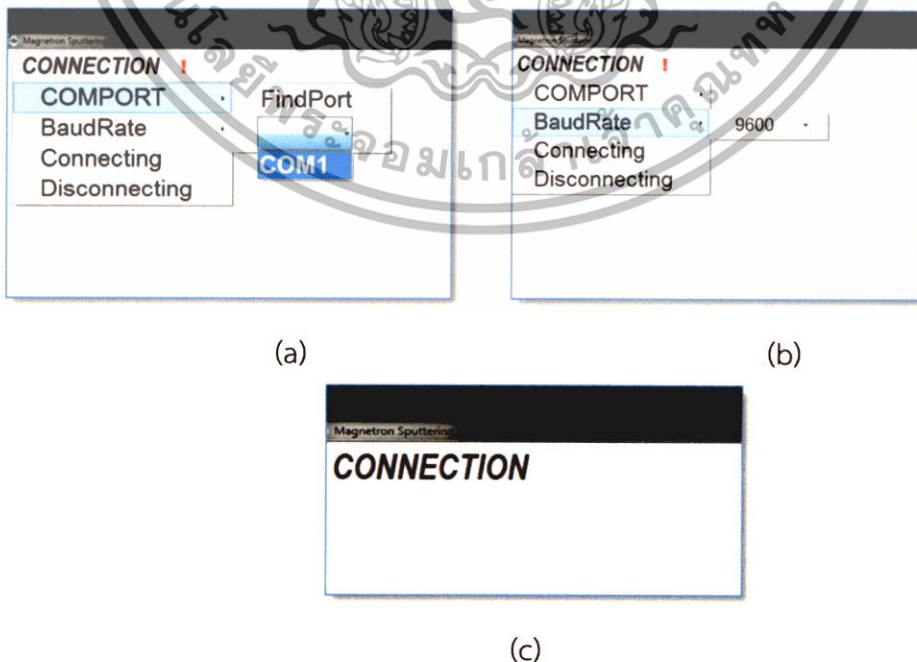 Magnetron Sputtering
CONNECTION !
COMPORT
BaudRate
Connecting
Disconnecting
FindPort
COM1
(a)
CONNECTION !
COMPORT
BaudRate
Connecting
Disconnecting
9600
(b)
Magnetron Sputtering
CONNECTION
(c)